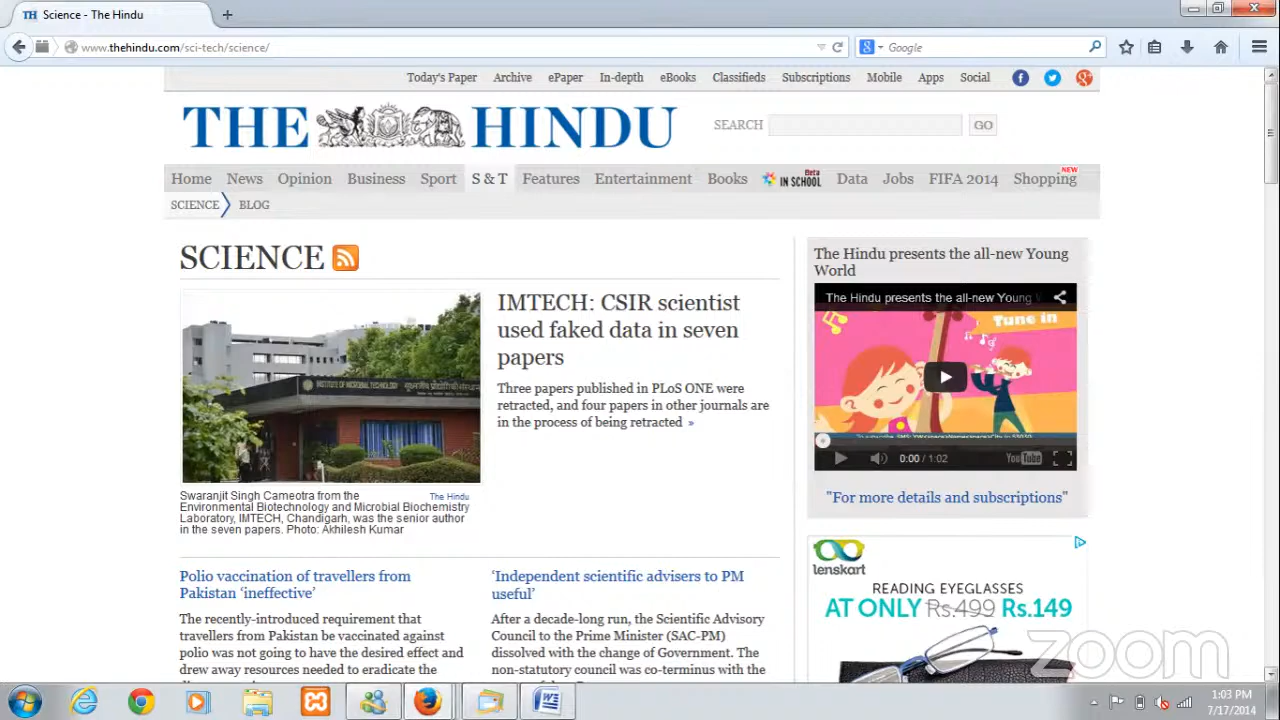 Science - The Hindu
www.thehindu.com/sci-tech/science/
Google
Today's Paper Archive ePaper In-depth eBooks Classifieds Subscriptions Mobile Apps Social
THE HINDU
SEARCH GO
Home News Opinion Business Sport S & T Features Entertainment Books Beta IN SCHOOL Data Jobs FIFA 2014 Shopping NEW
SCIENCE BLOG
SCIENCE
IMTECH: CSIR scientist
used faked data in seven
papers
Three papers published in PLoS ONE were
retracted, and four papers in other journals are
in the process of being retracted »
INSTITUTE OF MICROBIAL TECHNOLOGY
The Hindu
Swaranjit Singh Cameotra from the
Environmental Biotechnology and Microbial Biochemistry
Laboratory, IMTECH, Chandigarh, was the senior author
in the seven papers. Photo: Akhilesh Kumar
Polio vaccination of travellers from
Pakistan ‘ineffective’
The recently-introduced requirement that
travellers from Pakistan be vaccinated against
polio was not going to have the desired effect and
drew away resources needed to eradicate the
‘Independent scientific advisers to PM
useful’
After a decade-long run, the Scientific Advisory
Council to the Prime Minister (SAC-PM)
dissolved with the change of Government. The
non-statutory council was co-terminus with the
The Hindu presents the all-new Young
World
The Hindu presents the all-new Young
Tune in
0:00 / 1:02 YouTube
"For more details and subscriptions"
lenskart
READING EYEGLASSES
AT ONLY Rs.499 Rs.149
zoom
1:03 PM
7/17/2014